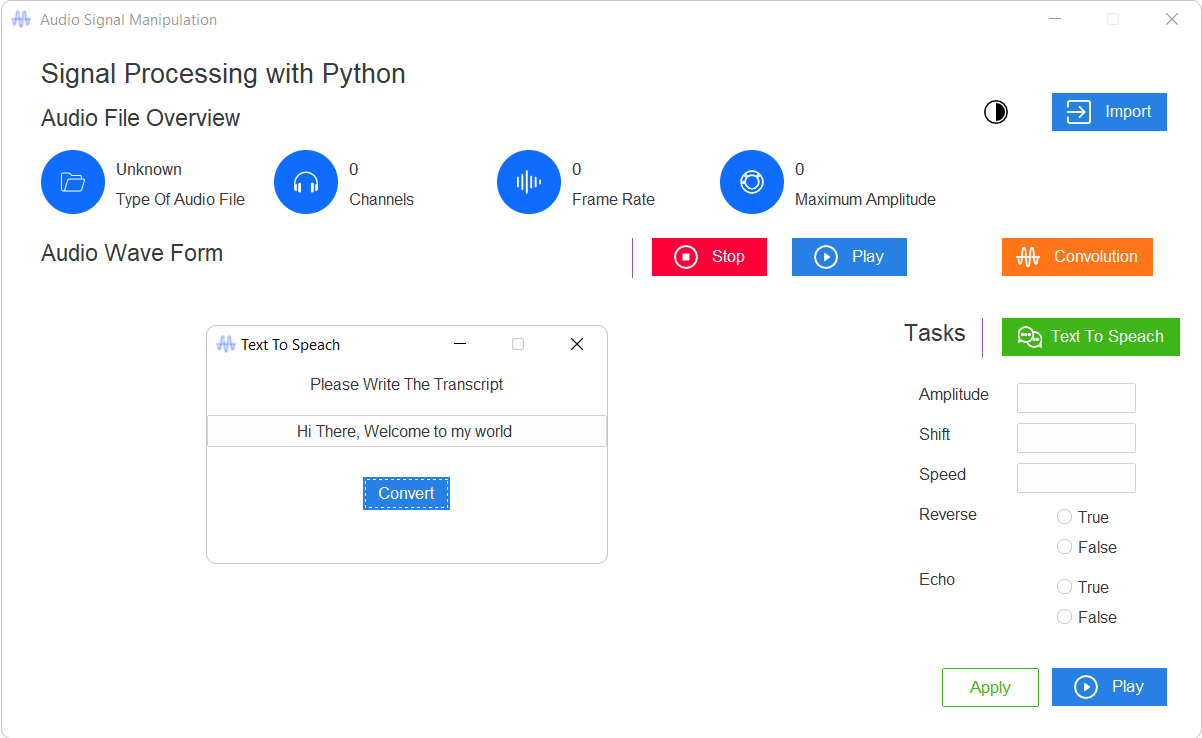 Audio Signal Manipulation
Signal Processing with Python
Audio File Overview
Import
Unknown
Type Of Audio File
0
Channels
0
Frame Rate
0
Maximum Amplitude
Audio Wave Form
Stop
Play
Convolution
Tasks
Text To Speach
Text To Speach
Please Write The Transcript
Hi There, Welcome to my world
Convert
Amplitude
Shift
Speed
Reverse
True
False
Echo
True
False
Apply
Play